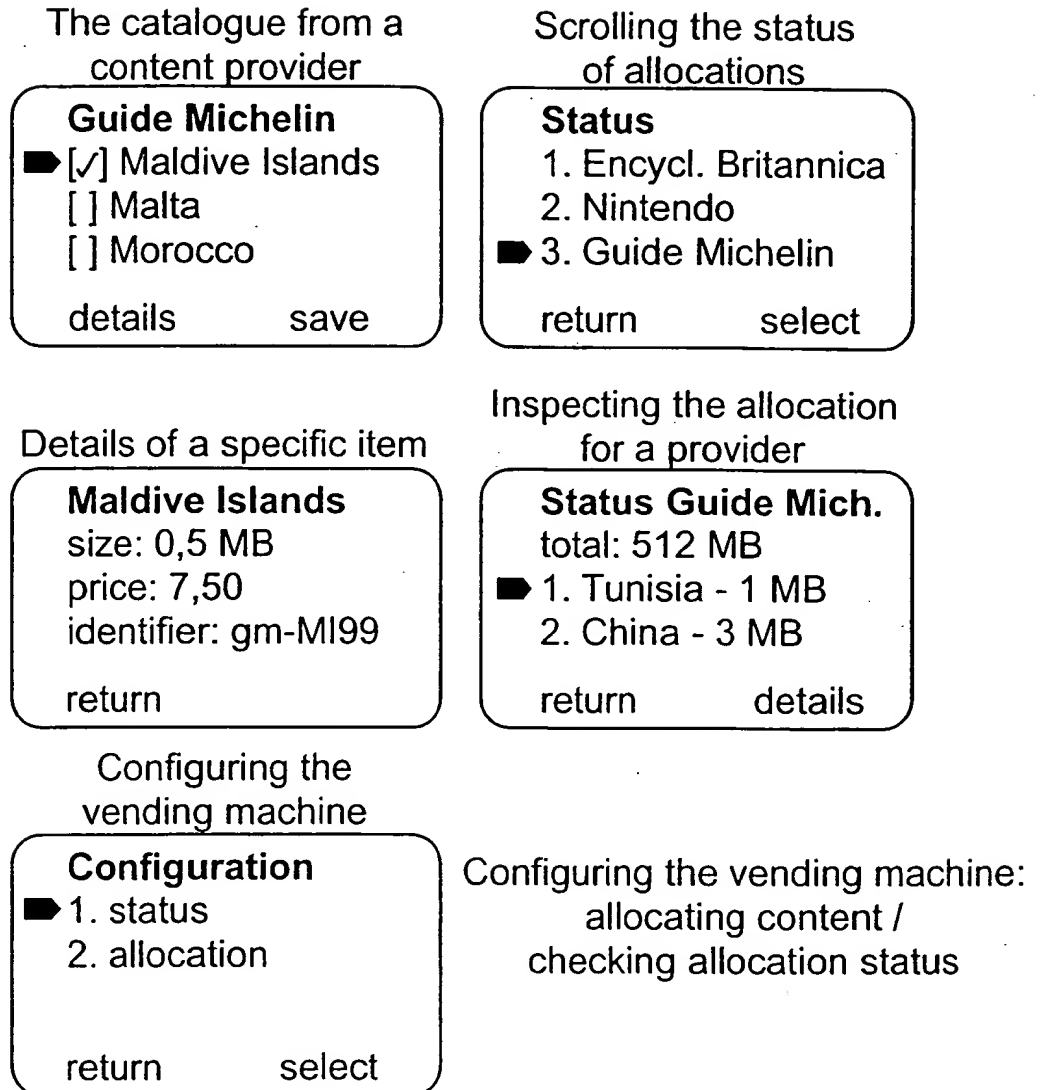 The catalogue from a
content provider
Guide Michelin
[✓] Maldive Islands
[ ] Malta
[ ] Morocco
details save
Scrolling the status
of allocations
Status
1. Encycl. Britannica
2. Nintendo
3. Guide Michelin
return select
Details of a specific item
Maldive Islands
size: 0,5 MB
price: 7,50
identifier: gm-MI99
return
Inspecting the allocation
for a provider
Status Guide Mich.
total: 512 MB
1. Tunisia - 1 MB
2. China - 3 MB
return details
Configuring the
vending machine
Configuration
1. status
2. allocation
return select
Configuring the vending machine:
allocating content /
checking allocation status